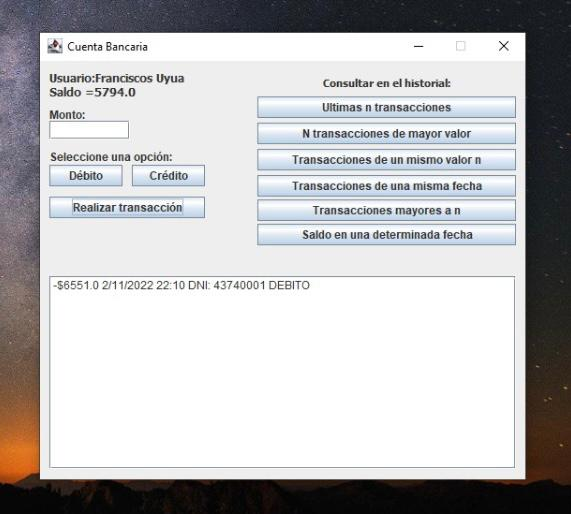 Cuenta Bancaria
Usuario:Franciscos Uyua
Saldo =5794.0
Monto:
Seleccione una opción:
Débito
Crédito
Realizar transacción
Consultar en el historial:
Ultimas n transacciones
N transacciones de mayor valor
Transacciones de un mismo valor n
Transacciones de una misma fecha
Transacciones mayores a n
Saldo en una determinada fecha
-$6551.0 2/11/2022 22:10 DNI: 43740001 DEBITO